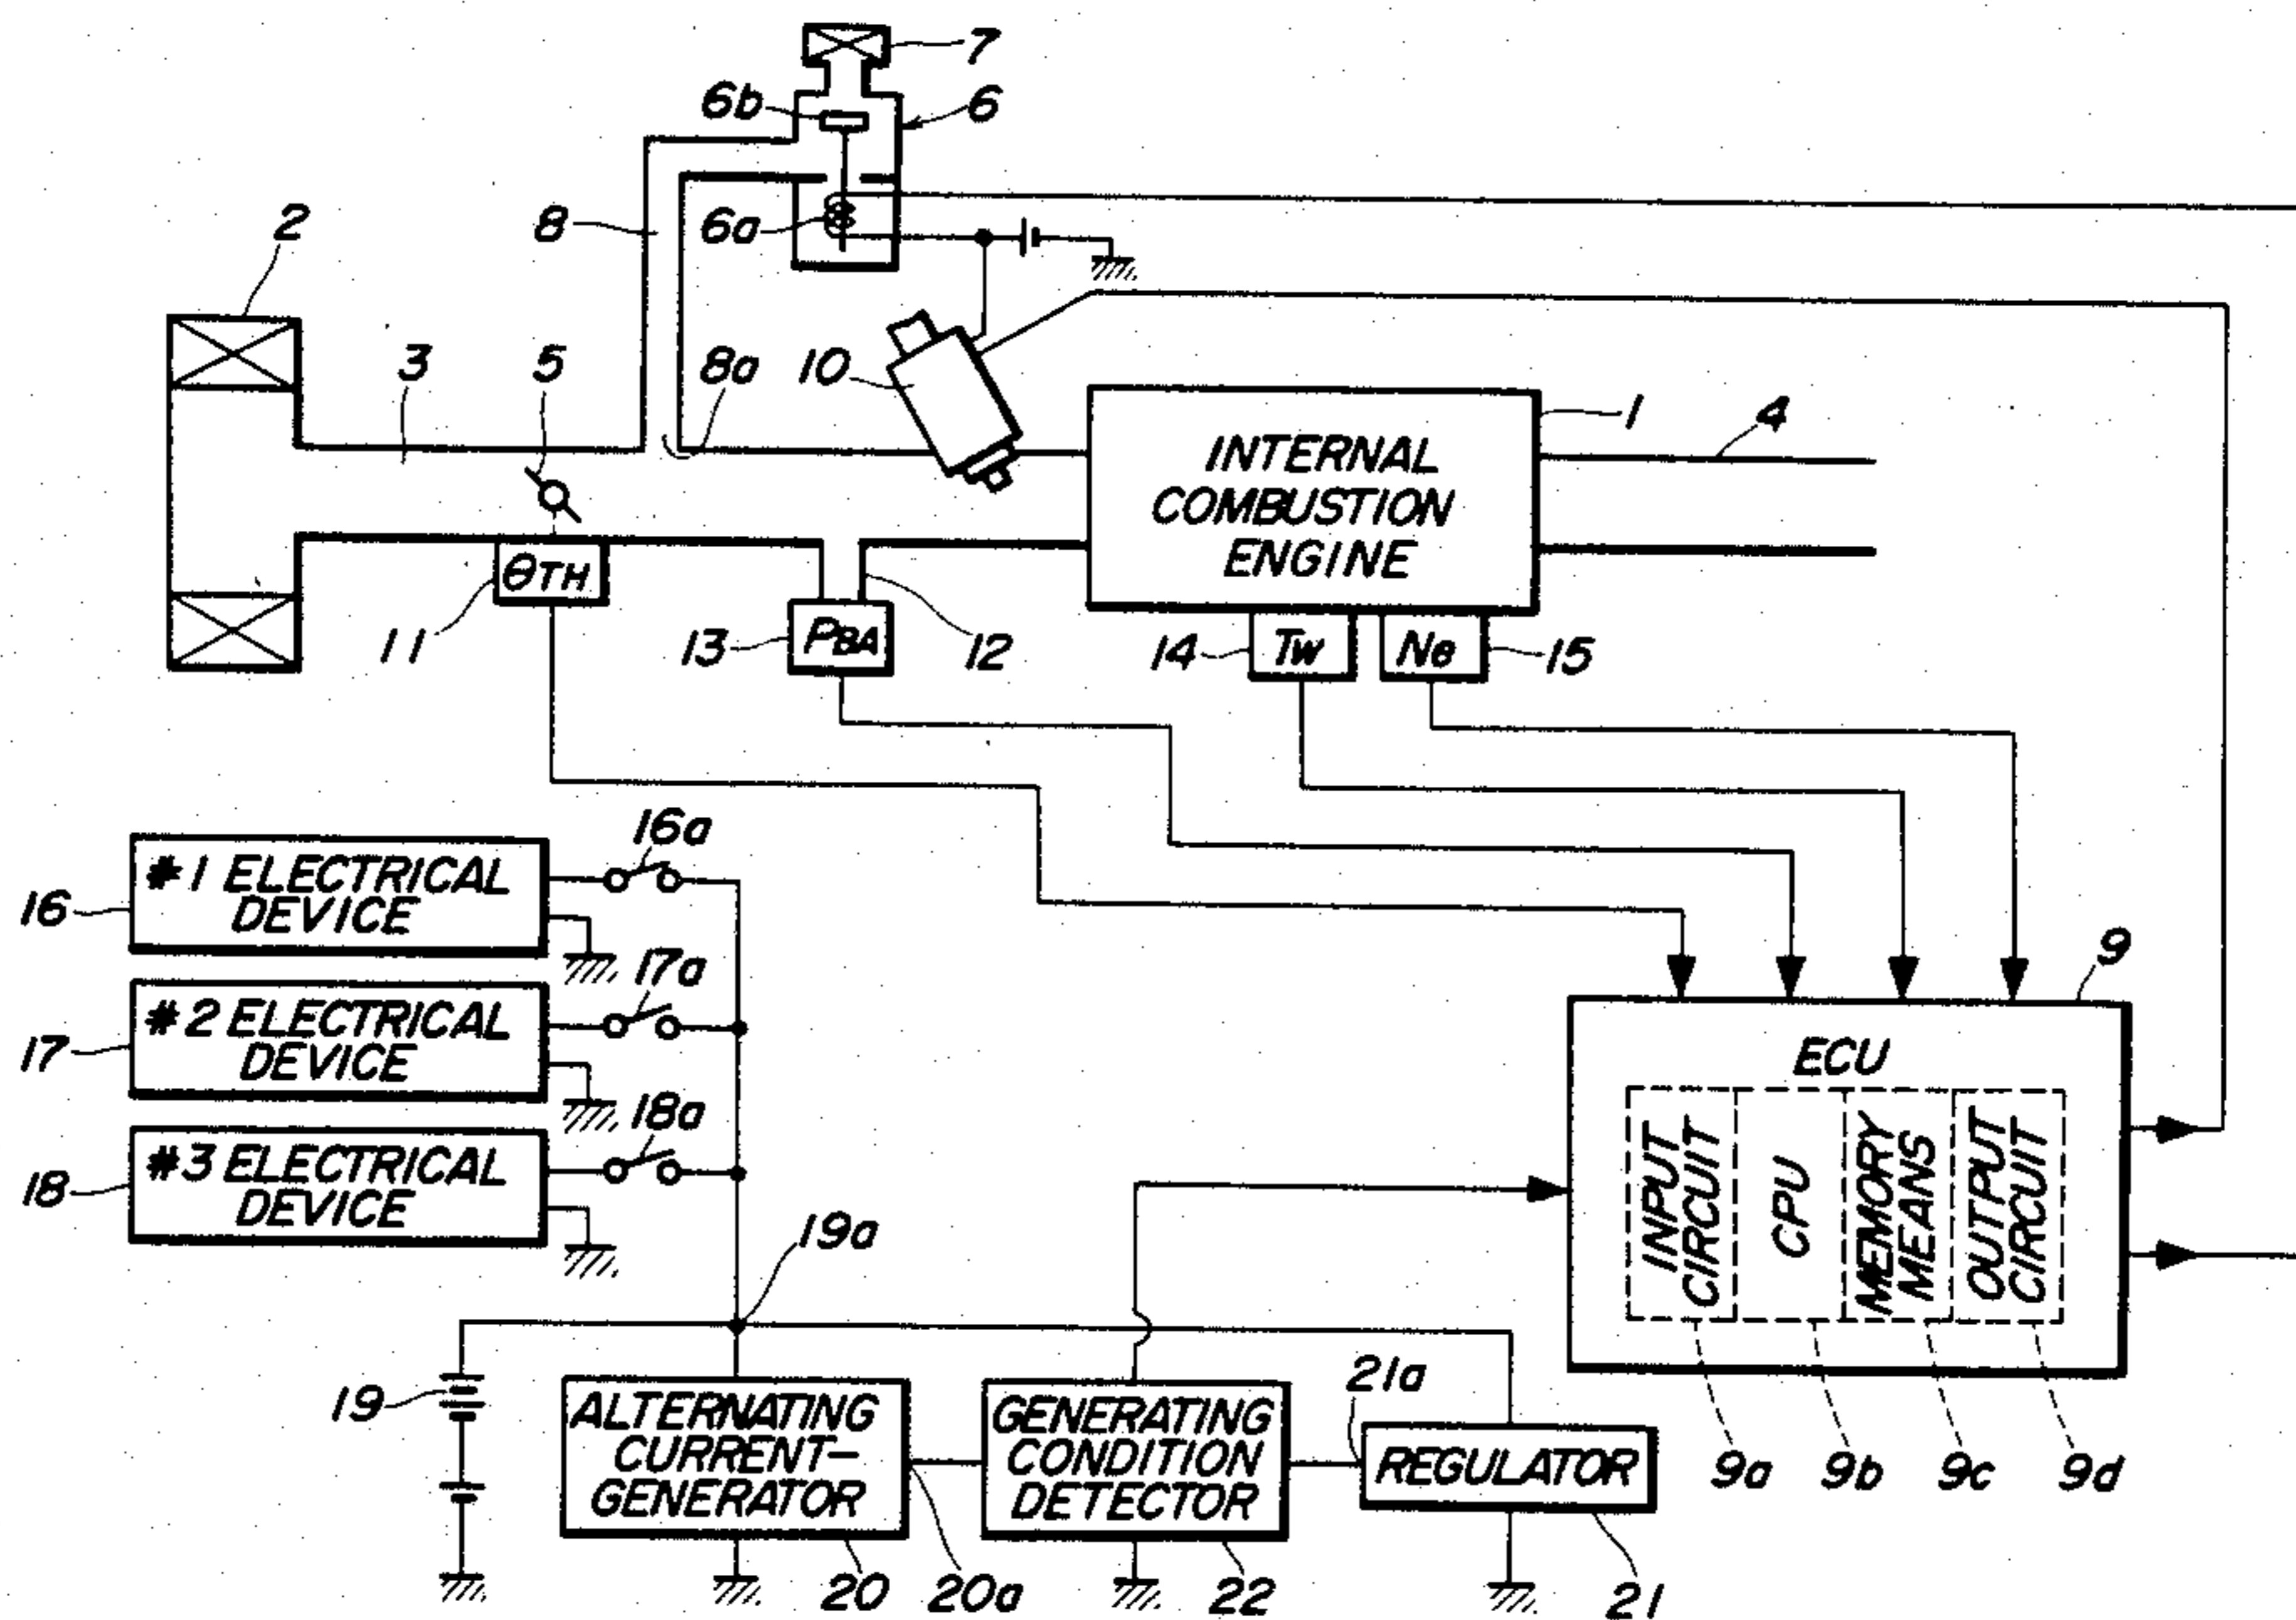 7
6b
6
2
8
6a
3
5
8a
10
1
4
INTERNAL
COMBUSTION
ENGINE
θTH
11
13
PBA
12
14
Tw
Ne
15
16a
16
#1 ELECTRICAL
DEVICE
17a
9
17
#2 ELECTRICAL
DEVICE
ECU
18a
18
#3 ELECTRICAL
DEVICE
INPUT
CIRCUIT
CPU
MEMORY
MEANS
OUTPUT
CIRCUIT
19a
19
ALTERNATING
CURRENT-
GENERATOR
GENERATING
CONDITION
DETECTOR
21a
REGULATOR
9a
9b
9c
9d
20
20a
22
21